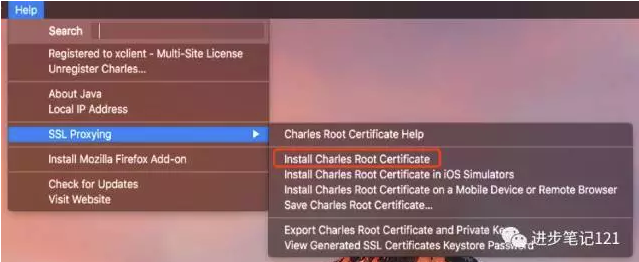 Help
Search
Registered to xclient - Multi-Site License
Unregister Charles...
About Java
Local IP Address
SSL Proxying
Install Mozilla Firefox Add-on
Check for Updates
Visit Website
Charles Root Certificate Help
Install Charles Root Certificate
Install Charles Root Certificate in iOS Simulators
Install Charles Root Certificate on a Mobile Device or Remote Browser
Save Charles Root Certificate...
Export Charles Root Certificate and Private
View Generated SSL Certificates Keystore Password
进步笔记121